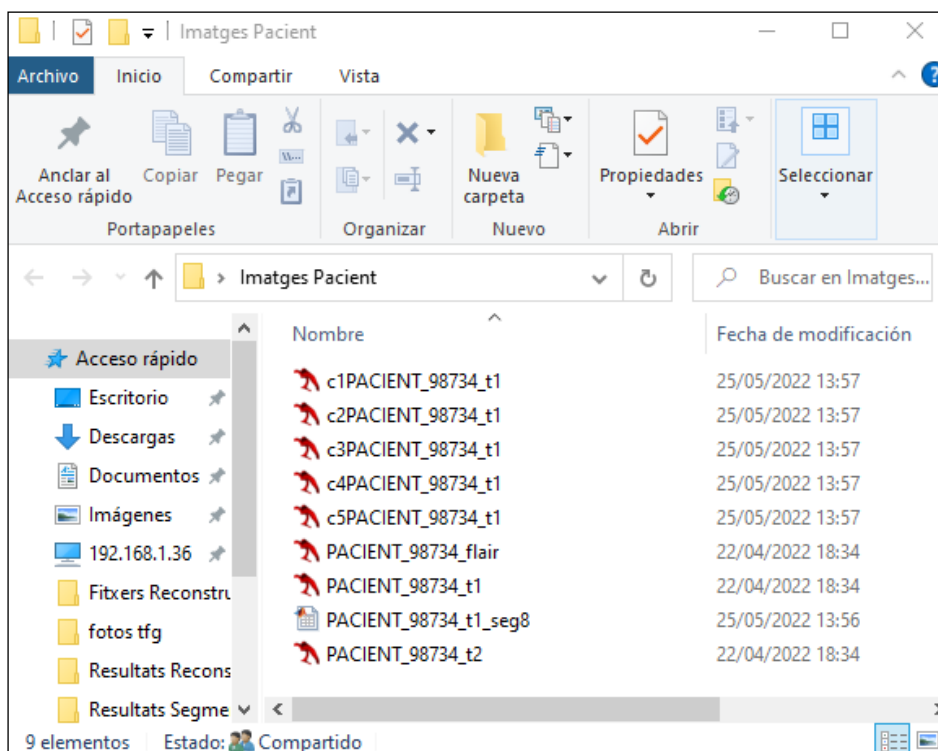 Imatges Pacient
Archivo Inicio Compartir Vista
Anclar al Acceso rápido Copiar Pegar Nueva carpeta Propiedades Seleccionar
Portapapeles Organizar Nuevo Abrir
Imatges Pacient Buscar en Imatges...
Nombre Fecha de modificación
Acceso rápido
Escritorio
Descargas
Documentos
Imágenes
192.168.1.36
Fitxers Reconstru
fotos tfg
Resultats Recons
Resultats Segme
c1PACIENT_98734_t1 25/05/2022 13:57
c2PACIENT_98734_t1 25/05/2022 13:57
c3PACIENT_98734_t1 25/05/2022 13:57
c4PACIENT_98734_t1 25/05/2022 13:57
c5PACIENT_98734_t1 25/05/2022 13:57
PACIENT_98734_flair 22/04/2022 18:34
PACIENT_98734_t1 22/04/2022 18:34
PACIENT_98734_t1_seg8 25/05/2022 13:56
PACIENT_98734_t2 22/04/2022 18:34
9 elementos Estado: Compartido